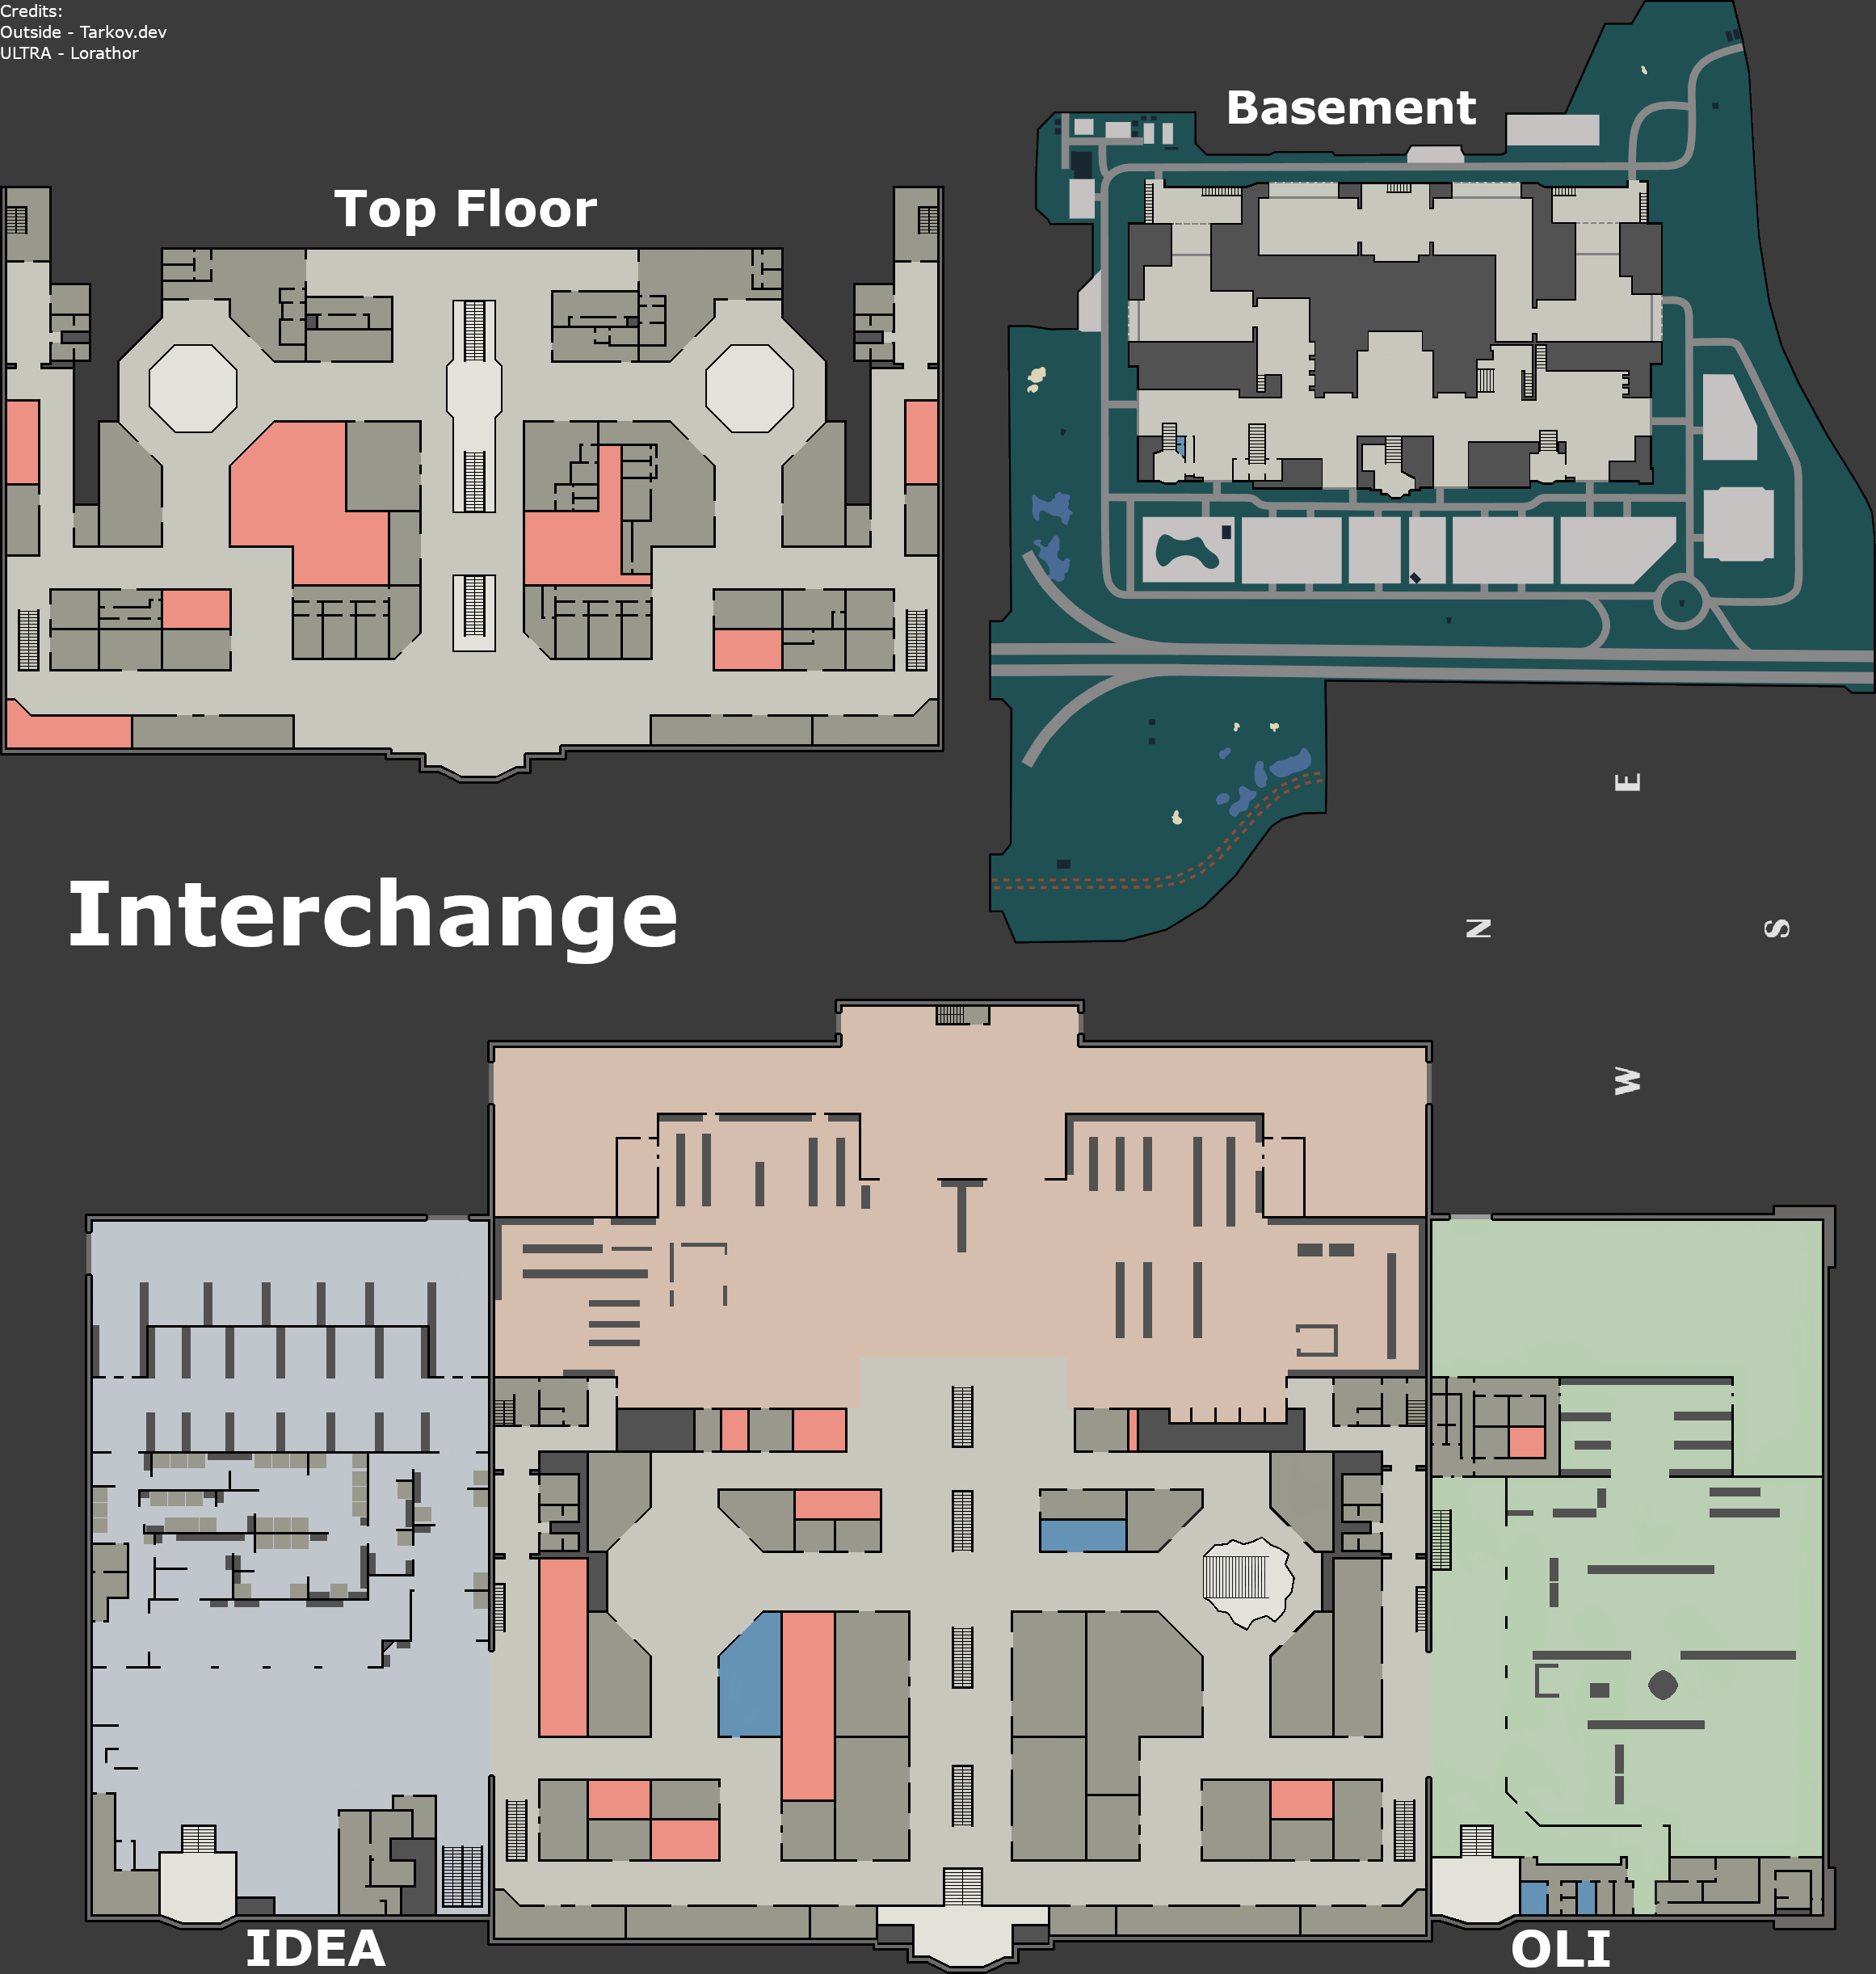 Credits:
Outside - Tarkov.dev
ULTRA - Lorathor
Basement
Top Floor
E
Interchange
N
S
W
IDEA
OLI